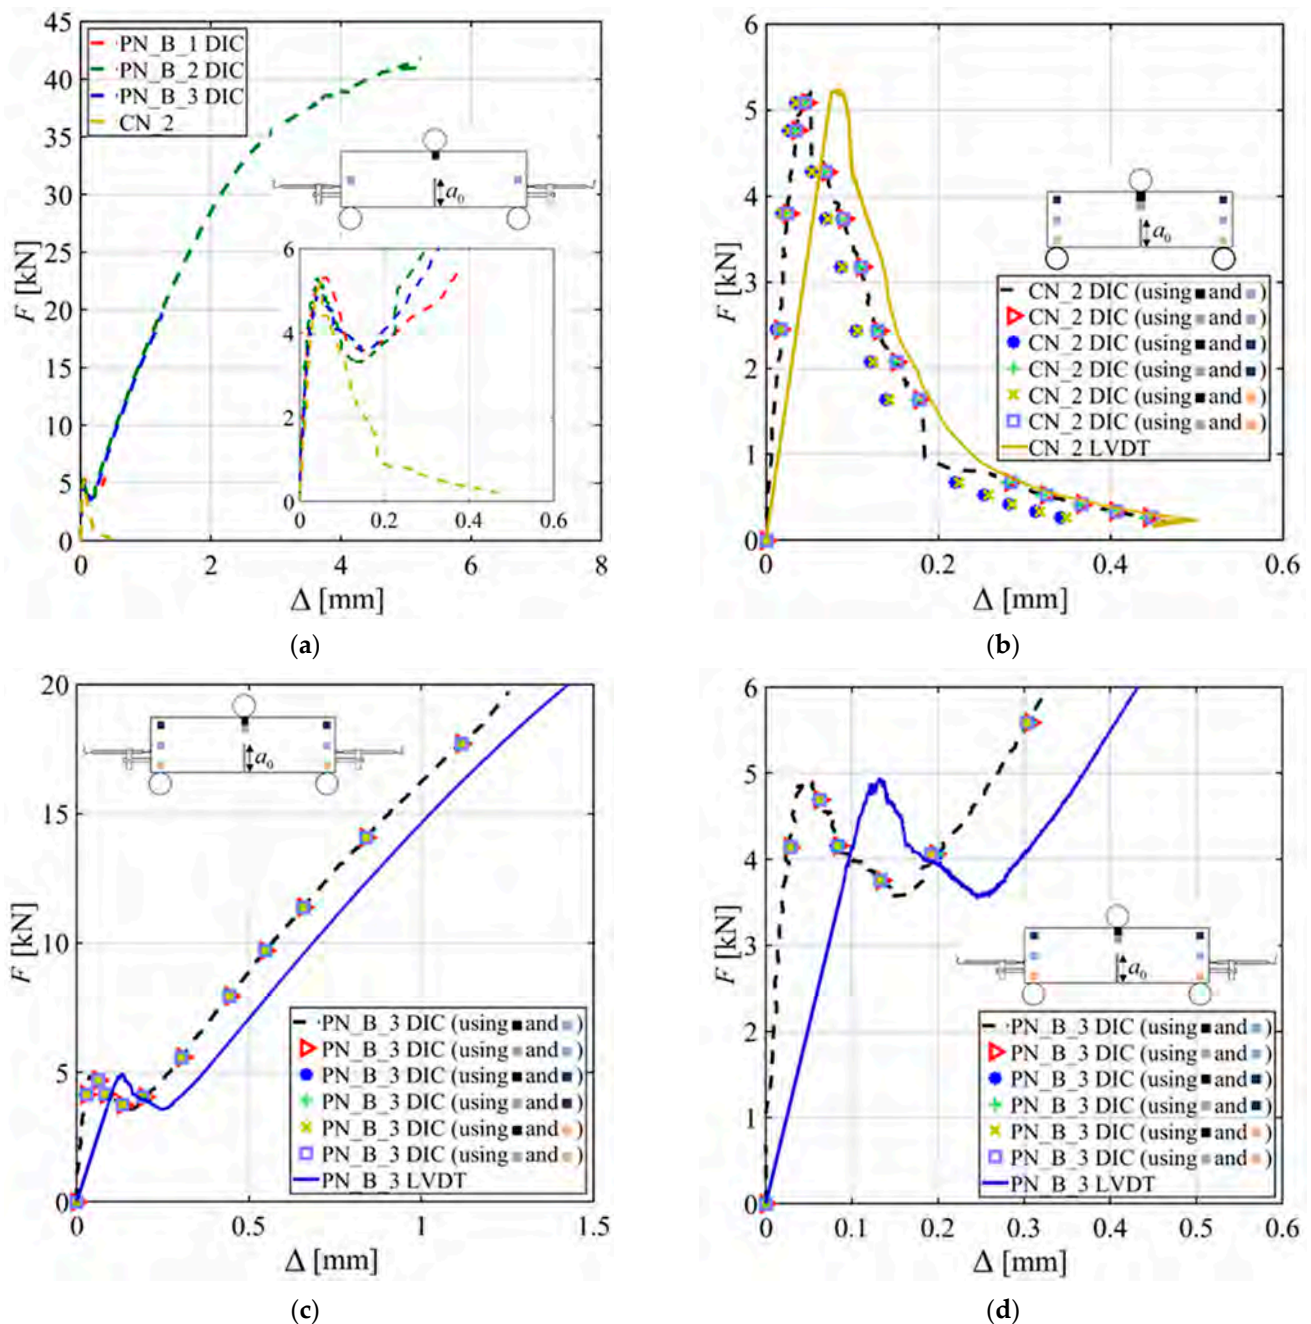 45
40
35
30
25
20
15
10
5
0
F [kN]
PN_B_1 DIC
PN_B_2 DIC
PN_B_3 DIC
CN_2
a0
6
4
2
0
0 0.2 0.4 0.6
0 2 4 6 8
Δ [mm]
(a)
6
5
4
3
2
1
0
F [kN]
a0
CN_2 DIC (using ■ and ■)
CN_2 DIC (using ■ and ■)
CN_2 DIC (using ■ and ■)
CN_2 DIC (using ■ and ■)
CN_2 DIC (using ■ and ■)
CN_2 DIC (using ■ and ■)
CN_2 LVDT
0 0.2 0.4 0.6
Δ [mm]
(b)
20
15
10
5
0
F [kN]
a0
PN_B_3 DIC (using ■ and ■)
PN_B_3 DIC (using ■ and ■)
PN_B_3 DIC (using ■ and ■)
PN_B_3 DIC (using ■ and ■)
PN_B_3 DIC (using ■ and ■)
PN_B_3 DIC (using ■ and ■)
PN_B_3 LVDT
0 0.5 1 1.5
Δ [mm]
(c)
6
5
4
3
2
1
0
F [kN]
a0
PN_B_3 DIC (using ■ and ■)
PN_B_3 DIC (using ■ and ■)
PN_B_3 DIC (using ■ and ■)
PN_B_3 DIC (using ■ and ■)
PN_B_3 DIC (using ■ and ■)
PN_B_3 DIC (using ■ and ■)
PN_B_3 LVDT
0 0.1 0.2 0.3 0.4 0.5 0.6
Δ [mm]
(d)